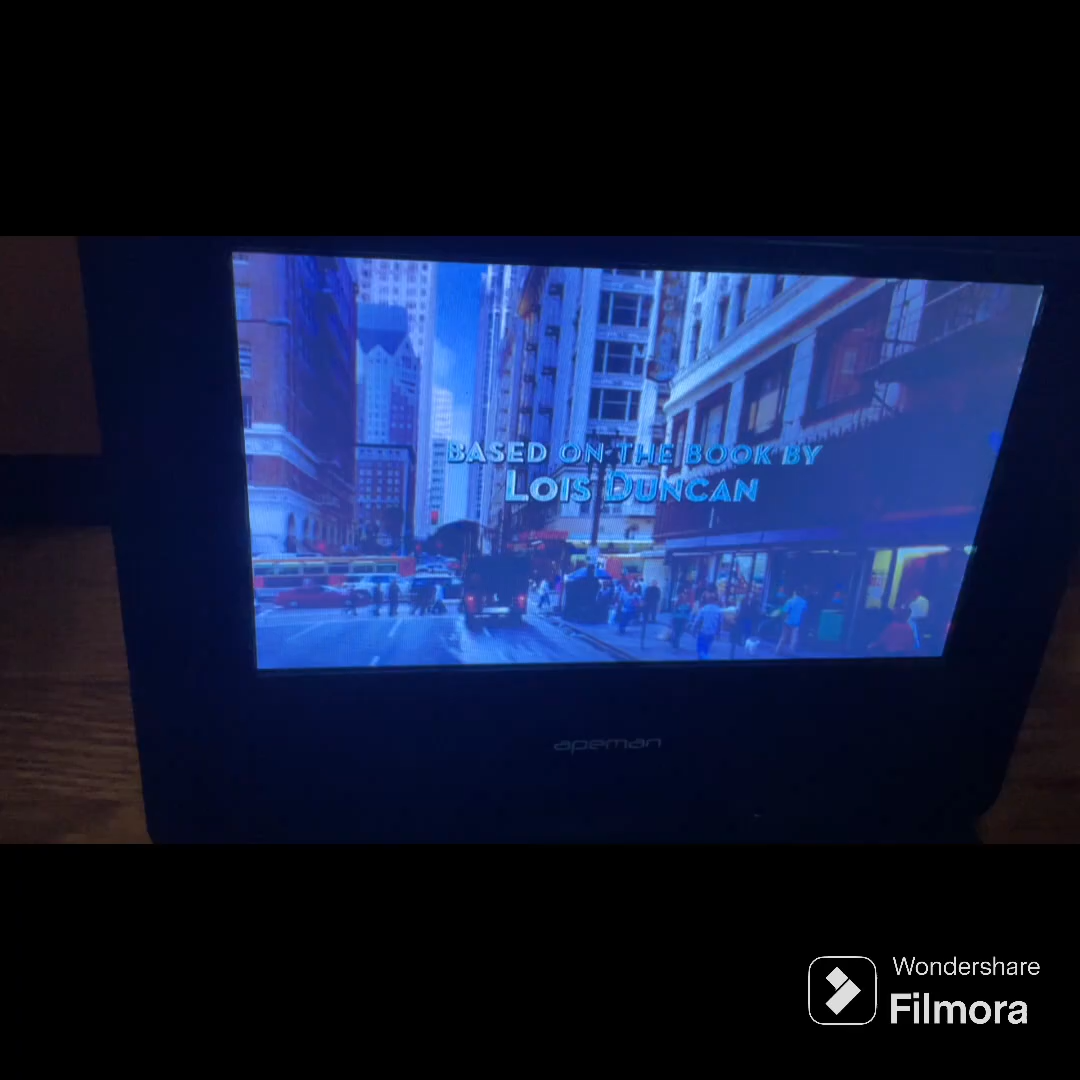 BASED ON THE BOOK BY
LOIS DUNCAN
apeman
Wondershare
Filmora